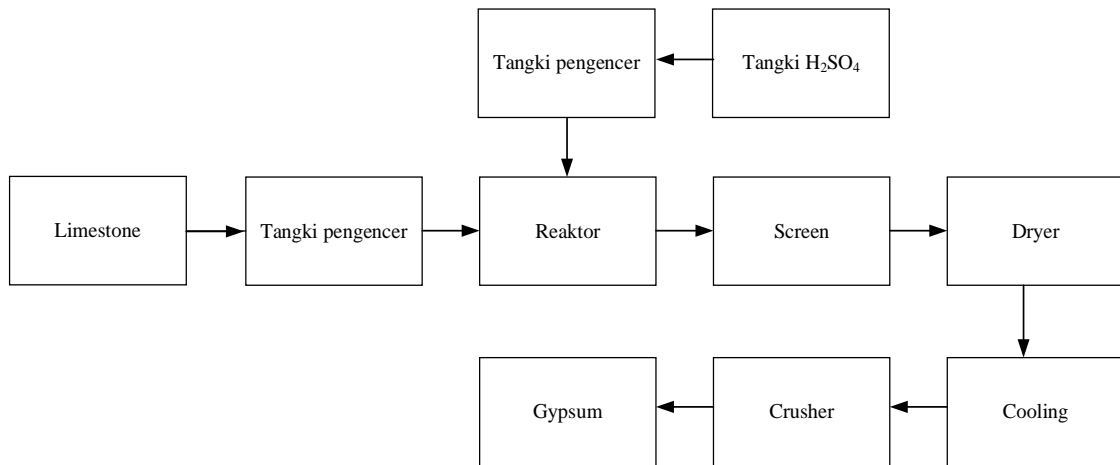 Tangki pengencer
Tangki H₂SO₄
Limestone
Tangki pengencer
Reaktor
Screen
Dryer
Gypsum
Crusher
Cooling